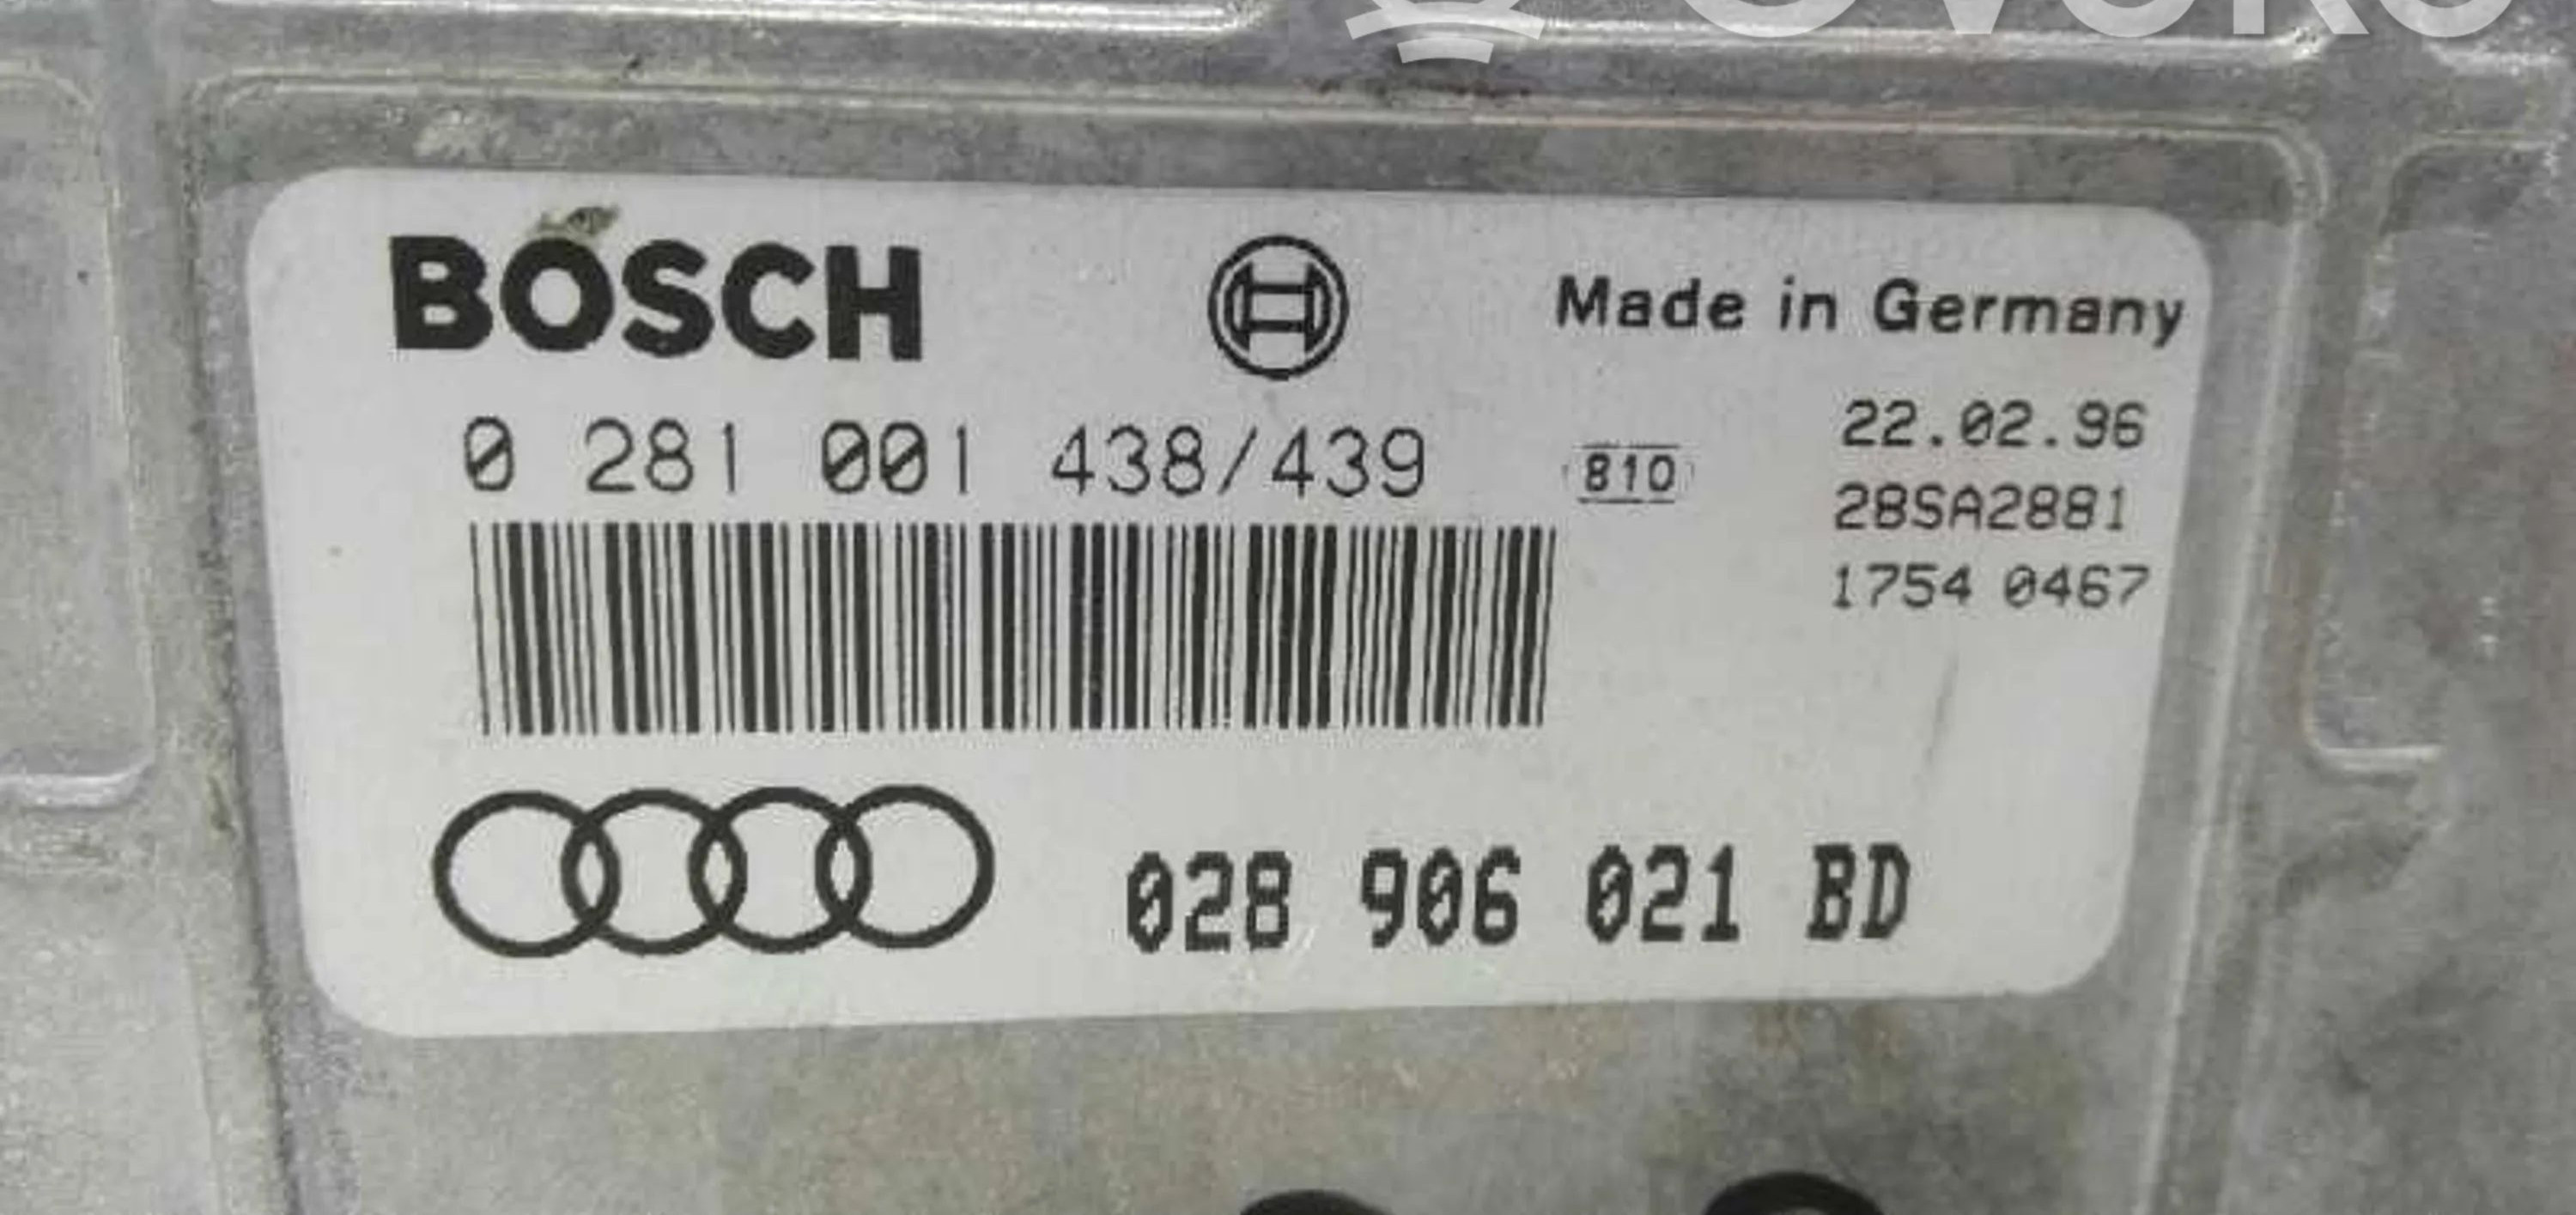 BOSCH
Made in Germany
0 281 001 438/439
810
22.02.96
28SA2881
1754 0467
028 906 021 BD